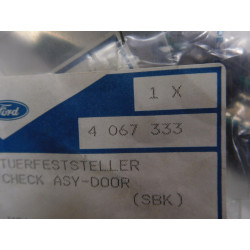 Ford
1 X
4 067 333
TUERFESTSTELLER
CHECK ASY-DOOR
(SBK)